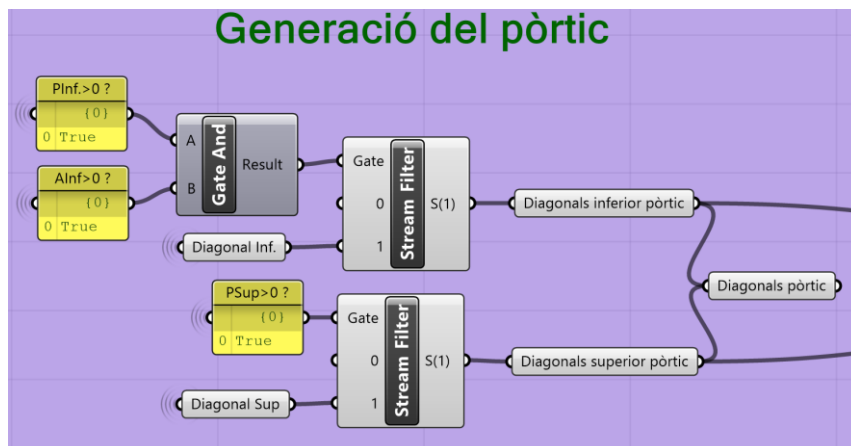 Generació del pòrtic
PInf.>0 ?
{0}
0 True
AInf>0 ?
{0}
0 True
A
B
Gate And
Result
Gate
0
1
Stream Filter
S(1)
Diagonal Inf.
Diagonals inferior pòrtic
Diagonals pòrtic
PSup>0 ?
{0}
0 True
Gate
0
1
Stream Filter
S(1)
Diagonal Sup
Diagonals superior pòrtic